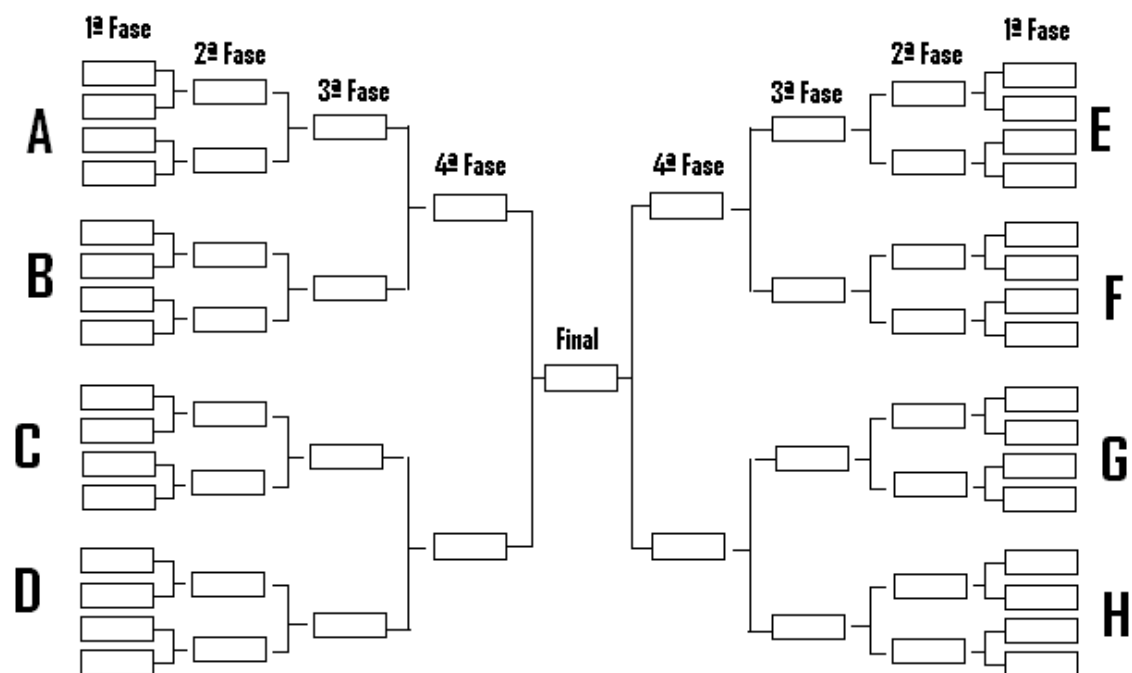 1ª Fase
2ª Fase
3ª Fase
4ª Fase
A
B
C
D
Final
1ª Fase
2ª Fase
3ª Fase
4ª Fase
E
F
G
H